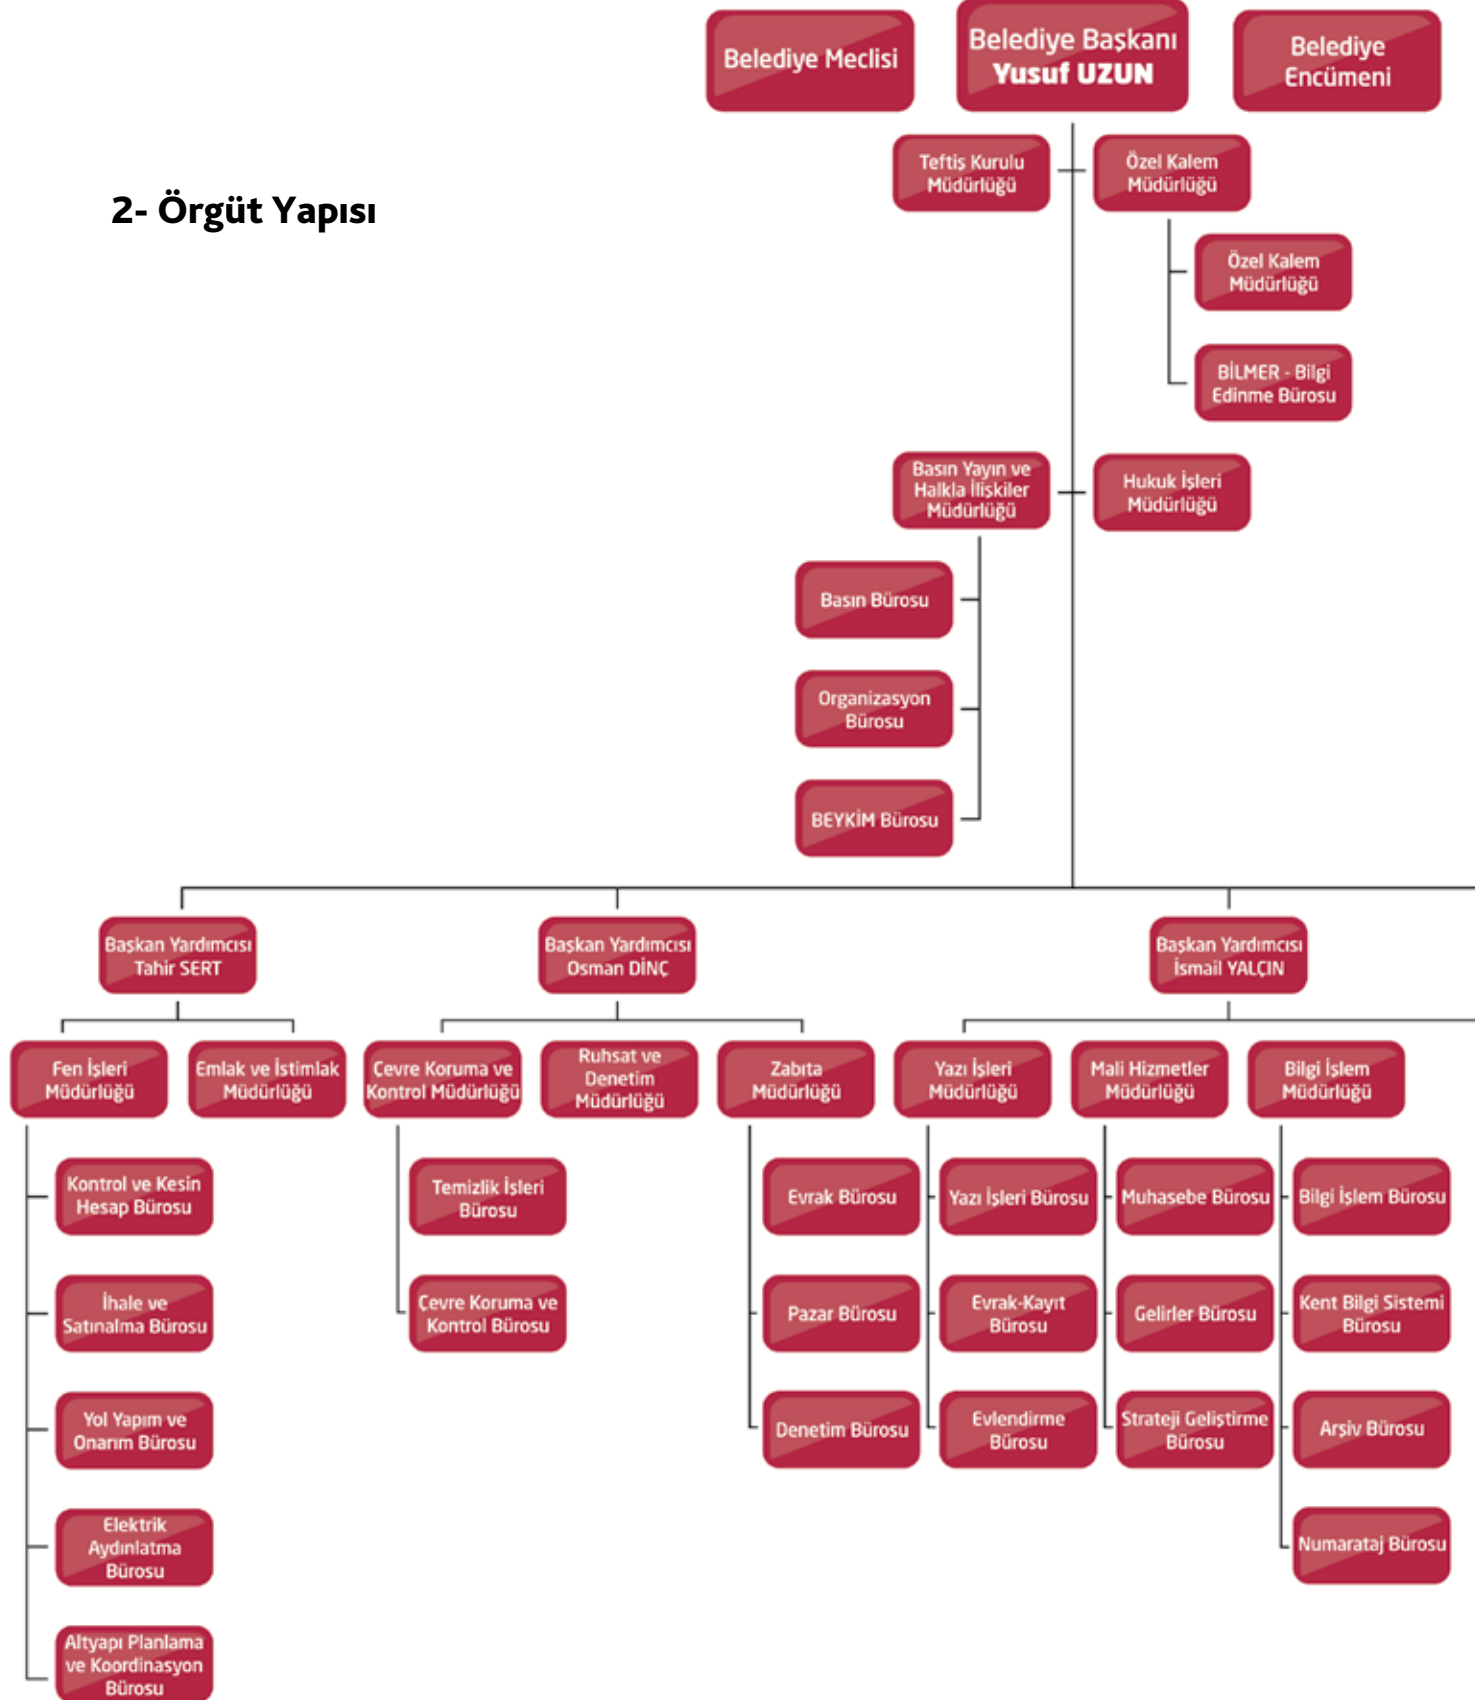 Belediye Meclisi
Belediye Başkanı
Yusuf UZUN
Belediye
Encümeni
Teftiş Kurulu
Müdürlüğü
Özel Kalem
Müdürlüğü
2- Örgüt Yapısı
Özel Kalem
Müdürlüğü
BİLMER - Bilgi
Edinme Bürosu
Basın Yayın ve
Halkla İlişkiler
Müdürlüğü
Hukuk İşleri
Müdürlüğü
Basın Bürosu
Organizasyon
Bürosu
BEYKİM Bürosu
Başkan Yardımcısı
Tahir SERT
Başkan Yardımcısı
Osman DİNÇ
Başkan Yardımcısı
İsmail YALÇIN
Fen İşleri
Müdürlüğü
Emlak ve İstimlak
Müdürlüğü
Çevre Koruma ve
Kontrol Müdürlüğü
Ruhsat ve
Denetim
Müdürlüğü
Zabıta
Müdürlüğü
Yazı İşleri
Müdürlüğü
Mali Hizmetler
Müdürlüğü
Bilgi İşlem
Müdürlüğü
Kontrol ve Kesin
Hesap Bürosu
Temizlik İşleri
Bürosu
Evrak Bürosu
Yazı İşleri Bürosu
Muhasebe Bürosu
Bilgi İşlem Bürosu
İhale ve
Satınalma Bürosu
Çevre Koruma ve
Kontrol Bürosu
Pazar Bürosu
Evrak-Kayıt
Bürosu
Gelirler Bürosu
Kent Bilgi Sistemi
Bürosu
Yol Yapım ve
Onarım Bürosu
Denetim Bürosu
Evlendirme
Bürosu
Strateji Geliştirme
Bürosu
Arşiv Bürosu
Elektrik
Aydınlatma
Bürosu
Numarataj Bürosu
Altyapı Planlama
ve Koordinasyon
Bürosu